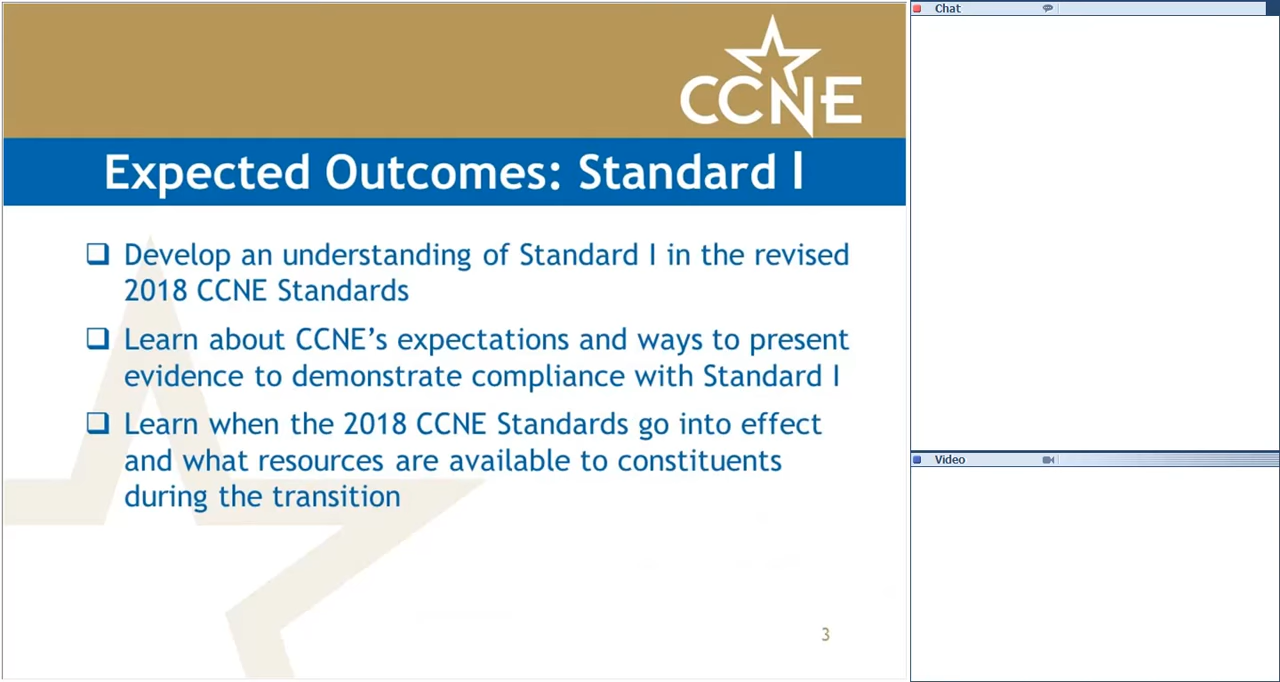 CCNE
Expected Outcomes: Standard I
Develop an understanding of Standard I in the revised
2018 CCNE Standards
Learn about CCNE’s expectations and ways to present
evidence to demonstrate compliance with Standard I
Learn when the 2018 CCNE Standards go into effect
and what resources are available to constituents
during the transition
3
Chat
Video